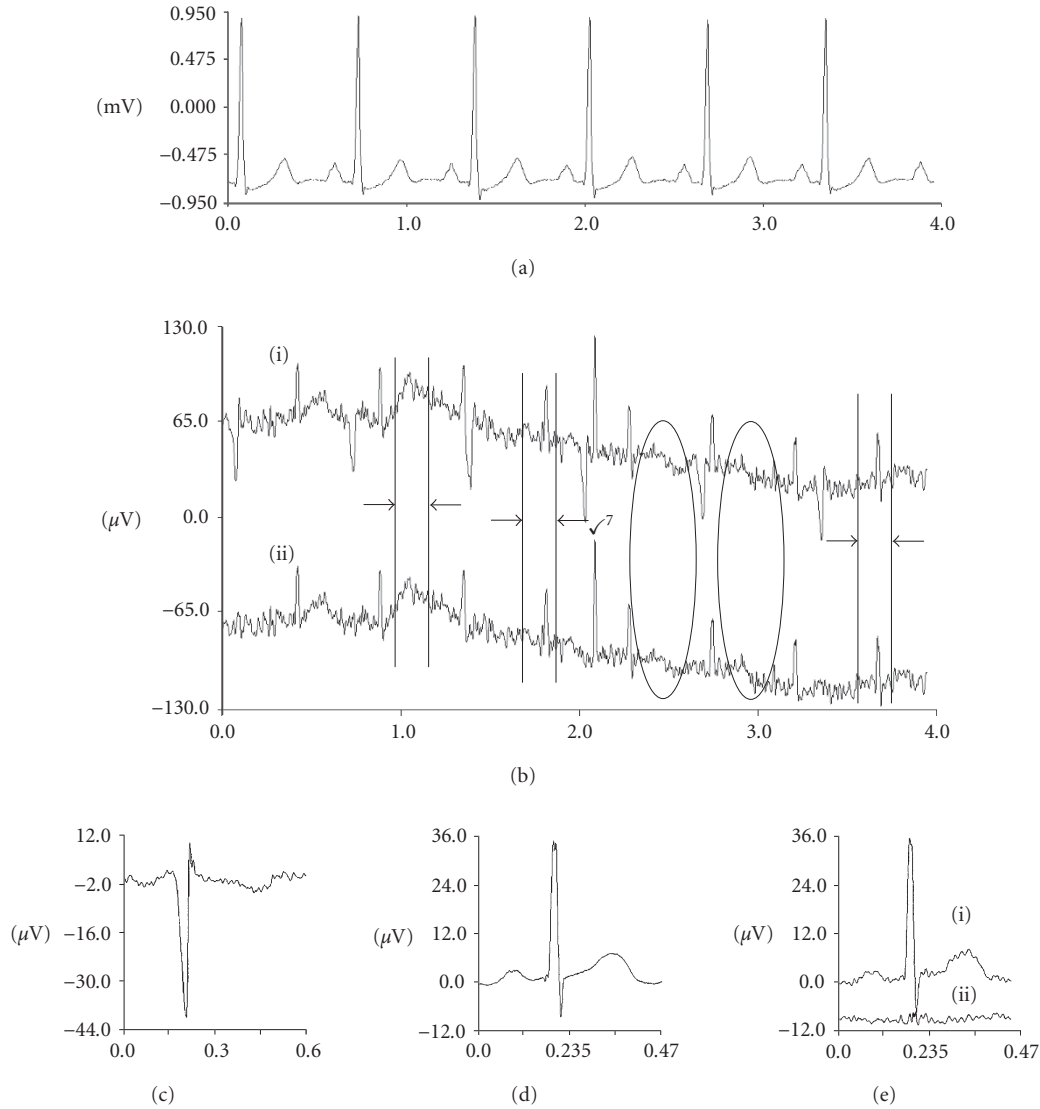 0.950
0.475
(mV) 0.000
−0.475
−0.950
0.0 1.0 2.0 3.0 4.0
(a)
130.0
(i)
65.0
(μV) 0.0
7
(ii)
−65.0
−130.0
0.0 1.0 2.0 3.0 4.0
(b)
12.0
−2.0
(μV) −16.0
−30.0
−44.0
0.0 0.3 0.6
(c)
36.0
24.0
(μV) 12.0
0.0
−12.0
0.0 0.235 0.47
(d)
36.0
24.0
(μV) 12.0 (i)
0.0
(ii)
−12.0
0.0 0.235 0.47
(e)